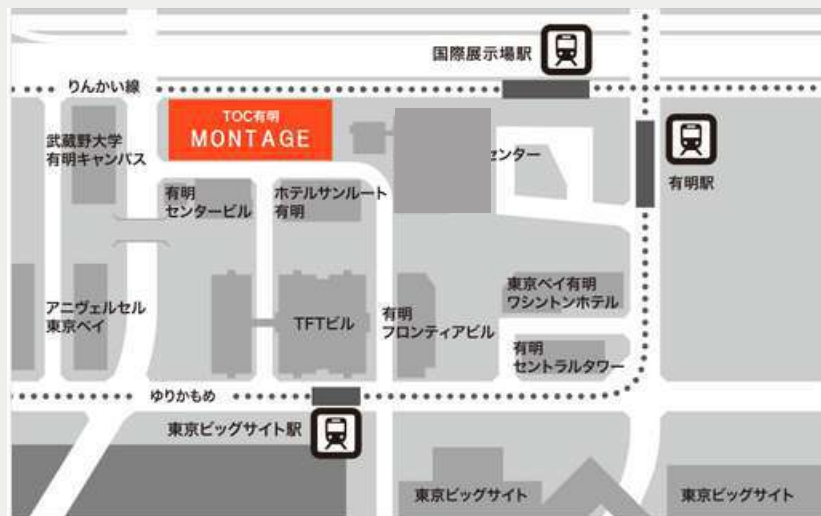 国際展示場駅
りんかい線
TOC有明
MONTAGE
武蔵野大学
有明キャンパス
センター
有明駅
有明
センタービル
ホテルサンルート
有明
アニヴェルセル
東京ベイ
TFTビル
有明
フロンティアビル
東京ベイ有明
ワシントンホテル
有明
セントラルタワー
ゆりかもめ
東京ビッグサイト駅
東京ビッグサイト
東京ビッグサイト